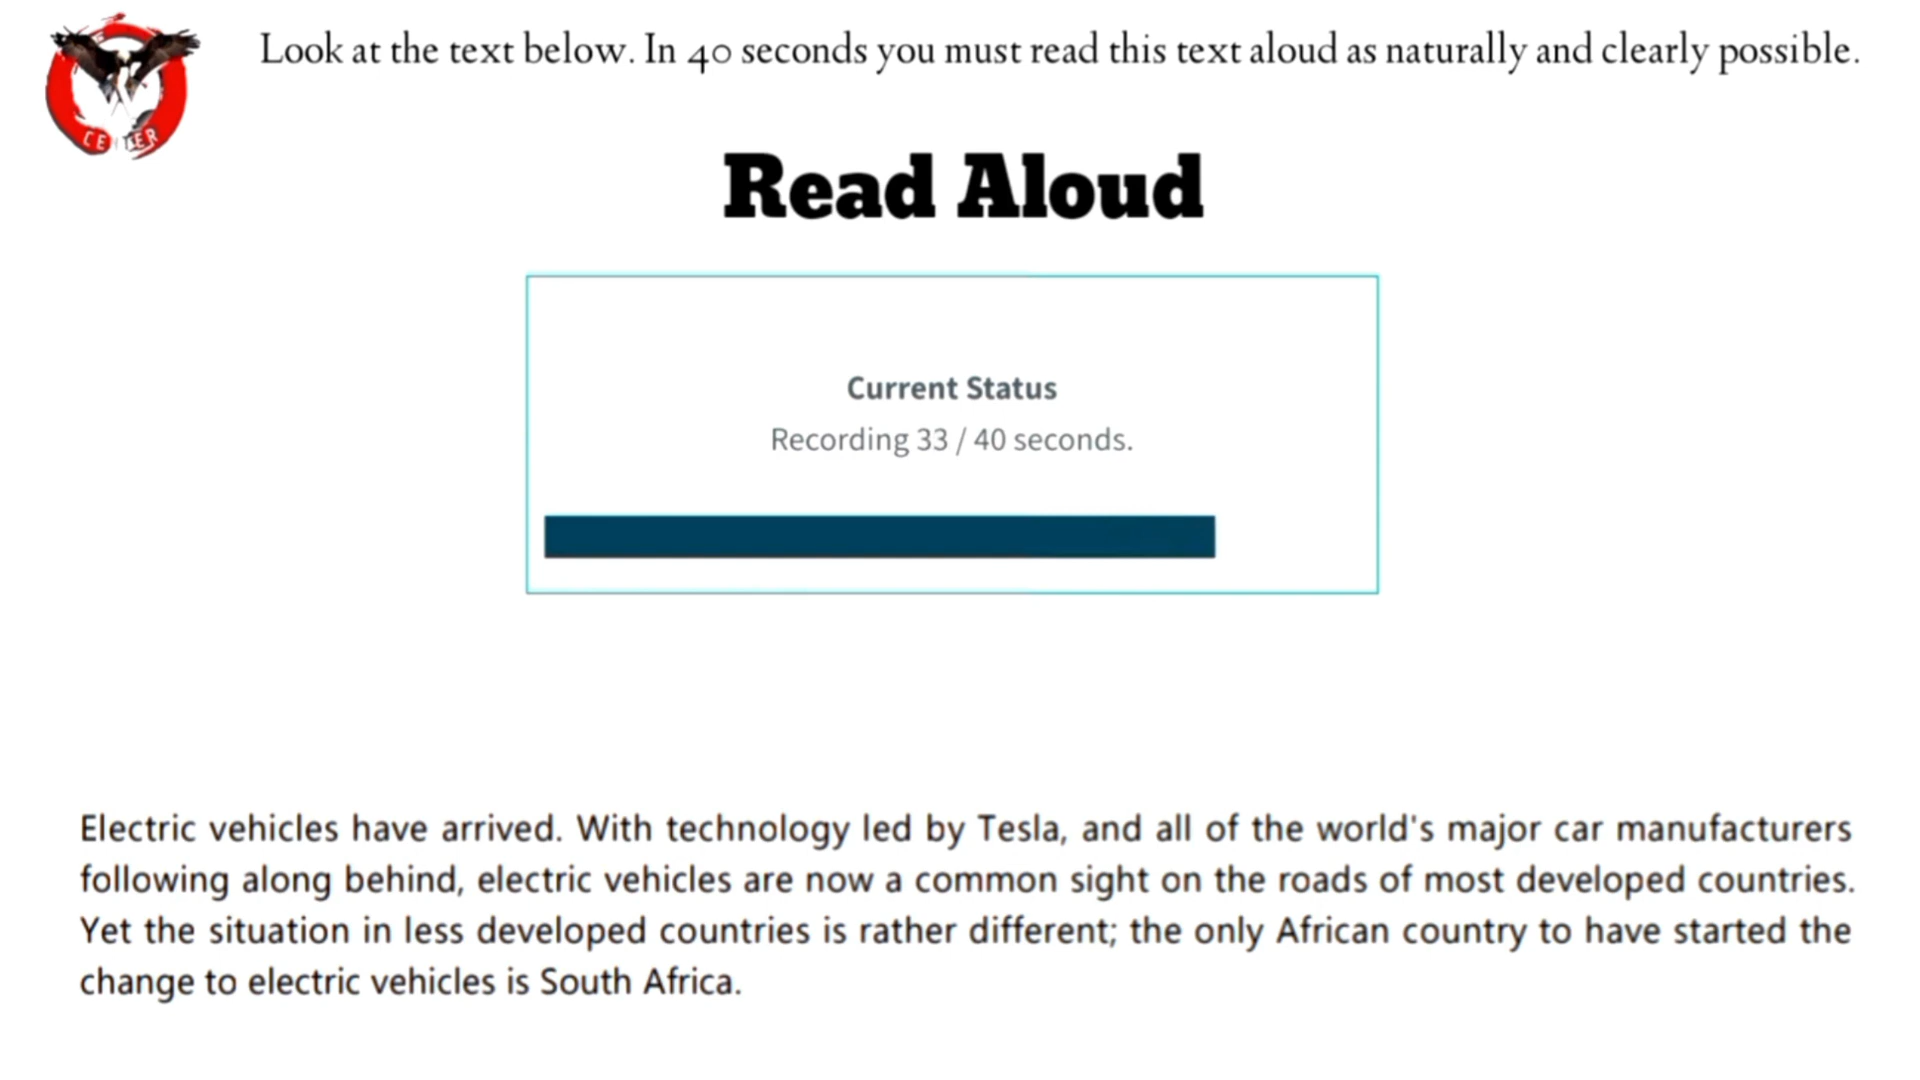 Look at the text below. In 40 seconds you must read this text aloud as naturally and clearly possible.
Read Aloud
Current Status
Recording 33 / 40 seconds.
Electric vehicles have arrived. With technology led by Tesla, and all of the world's major car manufacturers
following along behind, electric vehicles are now a common sight on the roads of most developed countries.
Yet the situation in less developed countries is rather different; the only African country to have started the
change to electric vehicles is South Africa.